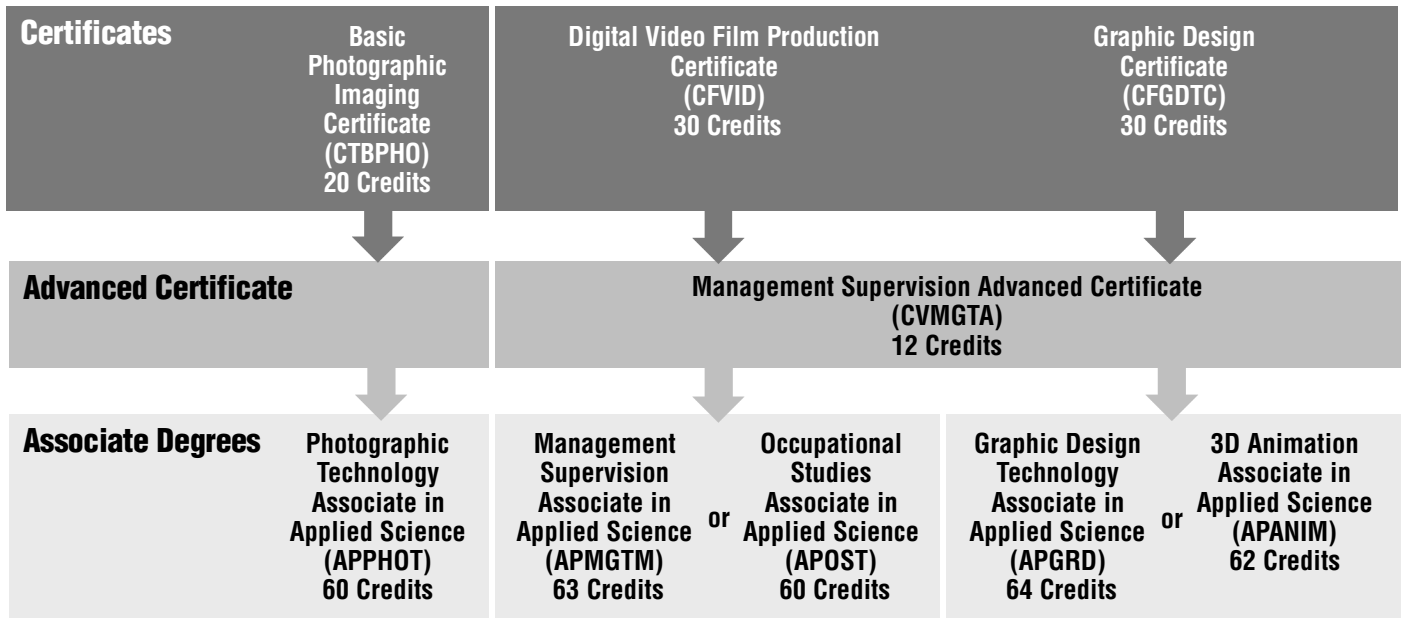 Certificates
Basic
Photographic
Imaging
Certificate
(CTBPHO)
20 Credits
Digital Video Film Production
Certificate
(CFVID)
30 Credits
Graphic Design
Certificate
(CFGDTC)
30 Credits
Advanced Certificate
Management Supervision Advanced Certificate
(CVMGTA)
12 Credits
Associate Degrees
Photographic
Technology
Associate in
Applied Science
(APPHOT)
60 Credits
Management
Supervision
Associate in
Applied Science
(APMGTM)
63 Credits
or
Occupational
Studies
Associate in
Applied Science
(APOST)
60 Credits
Graphic Design
Technology
Associate in
Applied Science
(APGRD)
64 Credits
or
3D Animation
Associate in
Applied Science
(APANIM)
62 Credits